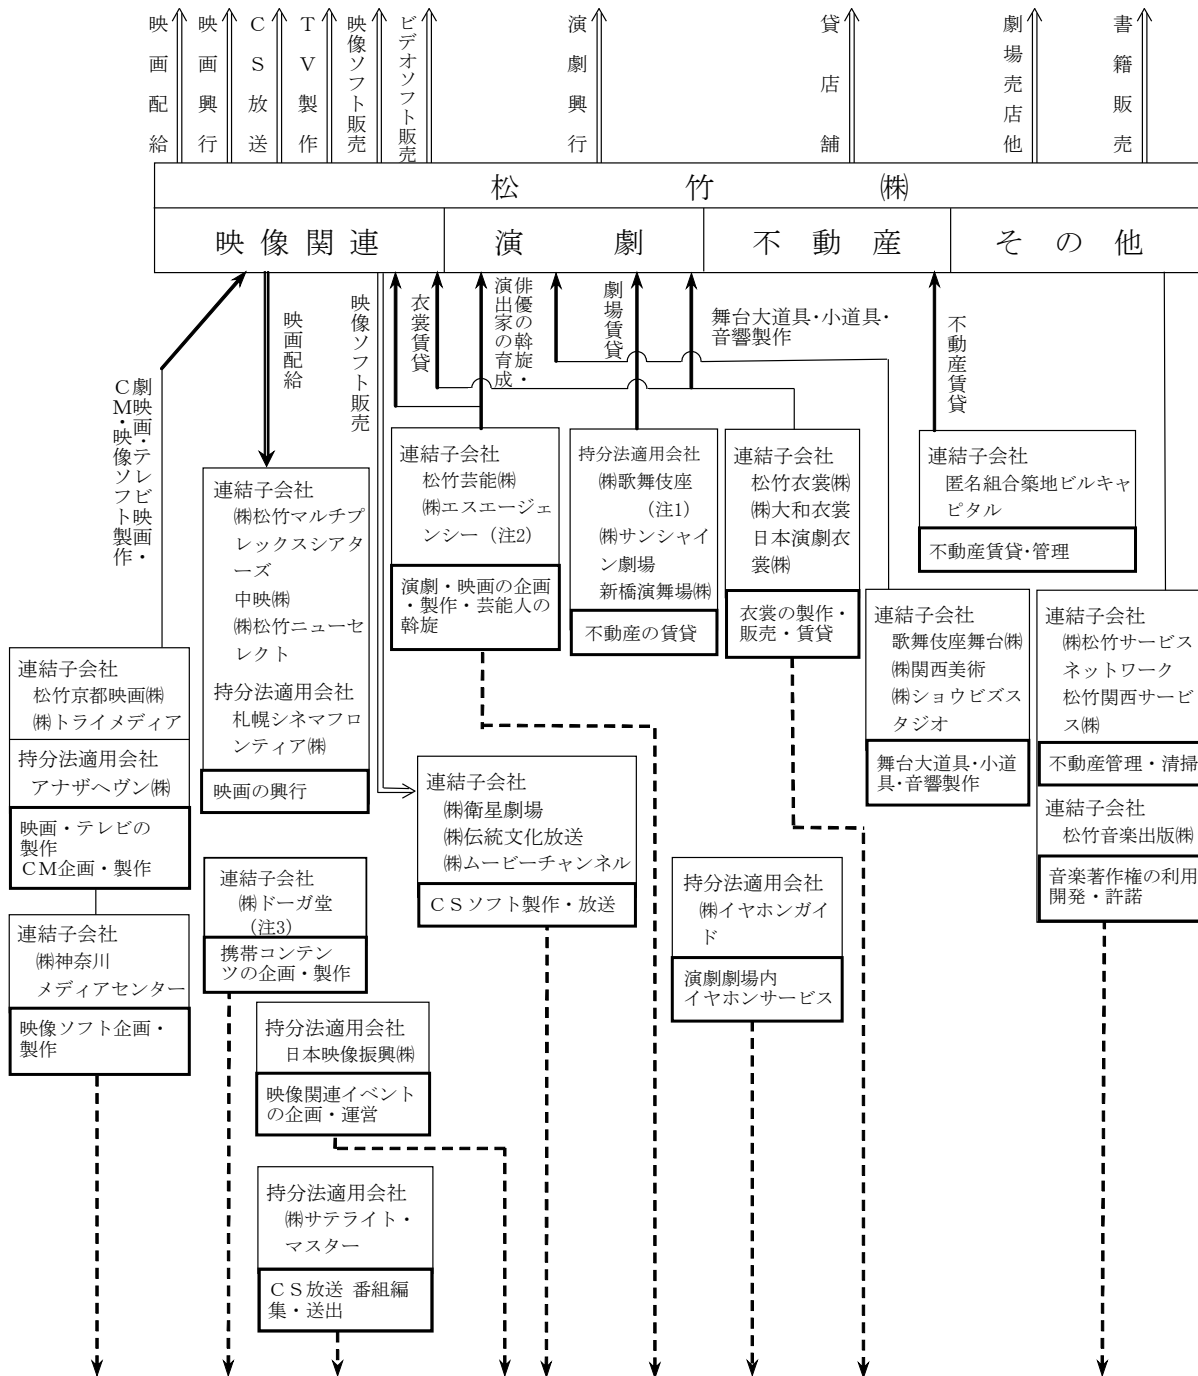 映画配給
映画興行
ＣＳ放送
ＴＶ製作
映像ソフト販売
ビデオソフト販売
演劇興行
貸店舗
劇場売店他
書籍販売
松竹㈱
映像関連
演劇
不動産
その他
劇映画・テレビ映画・
ＣＭ・映像ソフト製作
映画配給
映像ソフト販売
衣裳賃貸
俳優の斡旋・
演出家の育成
劇場賃貸
舞台大道具・小道具・
音響製作
不動産賃貸
連結子会社
㈱松竹マルチプ
レックスシアタ
ーズ
中映㈱
㈱松竹ニューセ
レクト
持分法適用会社
札幌シネマフロ
ンティア㈱
映画の興行
連結子会社
松竹芸能㈱
㈱エスエージェ
ンシー（注2）
演劇・映画の企画
・製作・芸能人の
斡旋
持分法適用会社
㈱歌舞伎座
（注1）
㈱サンシャイ
ン劇場
新橋演舞場㈱
不動産の賃貸
連結子会社
松竹衣裳㈱
㈱大和衣裳
日本演劇衣
裳㈱
衣裳の製作・
販売・賃貸
連結子会社
匿名組合築地ビルキャ
ピタル
不動産賃貸・管理
連結子会社
歌舞伎座舞台㈱
㈱関西美術
㈱ショウビズス
タジオ
舞台大道具・小道
具・音響製作
連結子会社
㈱松竹サービス
ネットワーク
松竹関西サービ
ス㈱
不動産管理・清掃
連結子会社
松竹音楽出版㈱
音楽著作権の利用
開発・許諾
連結子会社
松竹京都映画㈱
㈱トライメディア
持分法適用会社
アナザヘヴン㈱
映画・テレビの
製作
ＣＭ企画・製作
連結子会社
㈱神奈川
メディアセンター
映像ソフト企画・
製作
連結子会社
㈱ドーガ堂
（注3）
携帯コンテン
ツの企画・製作
連結子会社
㈱衛星劇場
㈱伝統文化放送
㈱ムービーチャンネル
ＣＳソフト製作・放送
持分法適用会社
㈱イヤホンガイ
ド
演劇劇場内
イヤホンサービス
持分法適用会社
日本映像振興㈱
映像関連イベント
の企画・運営
持分法適用会社
㈱サテライト・
マスター
ＣＳ放送 番組編
集・送出